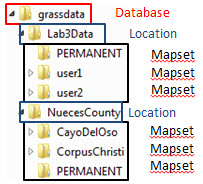 grassdata Database
Lab3Data Location
PERMANENT Mapset
user1 Mapset
user2 Mapset
NuecesCounty Location
CayoDelOso Mapset
CorpusChristi Mapset
PERMANENT Mapset